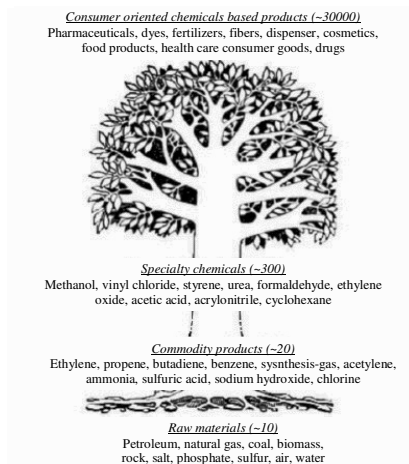 Consumer oriented chemicals based products (~30000)
Pharmaceuticals, dyes, fertilizers, fibers, dispenser, cosmetics,
food products, health care consumer goods, drugs
Specialty chemicals (~300)
Methanol, vinyl chloride, styrene, urea, formaldehyde, ethylene
oxide, acetic acid, acrylonitrile, cyclohexane
Commodity products (~20)
Ethylene, propene, butadiene, benzene, sysnthesis-gas, acetylene,
ammonia, sulfuric acid, sodium hydroxide, chlorine
Raw materials (~10)
Petroleum, natural gas, coal, biomass,
rock, salt, phosphate, sulfur, air, water